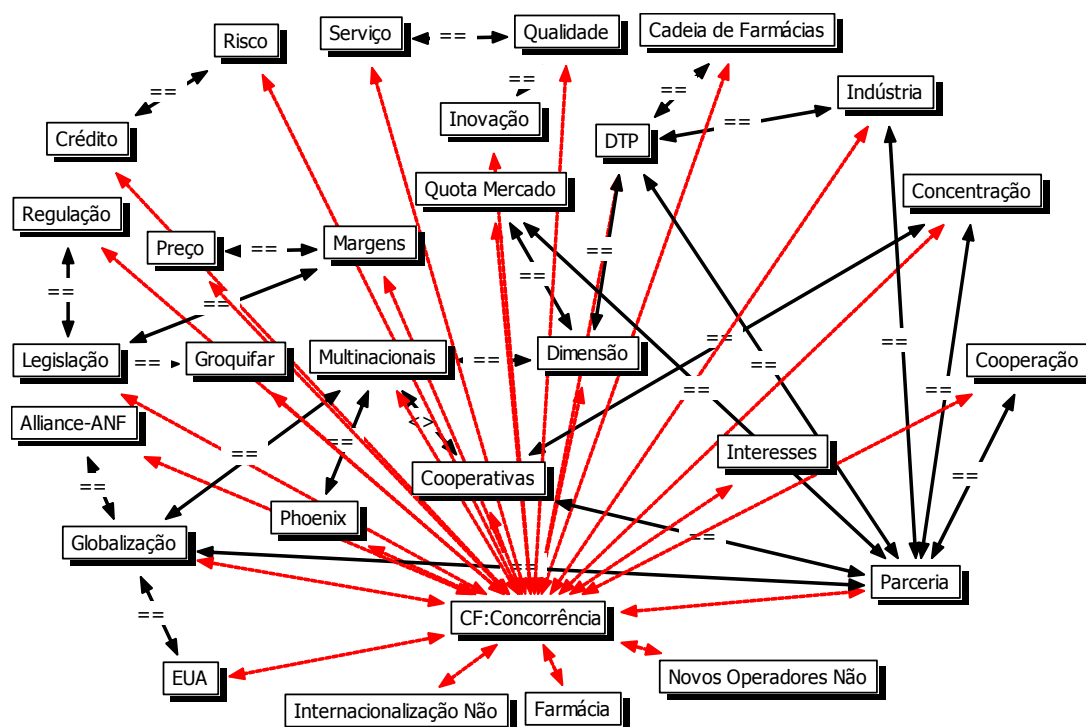 Risco
Serviço
==
Qualidade
Cadeia de Farmácias
==
==
==
Indústria
Crédito
Inovação
DTP
==
Quota Mercado
Concentração
Regulação
Preço
==
Margens
==
==
==
==
Legislação
==
Groquifar
Multinacionais
==
Dimensão
==
==
==
==
Cooperação
==
Alliance-ANF
<>
==
==
Interesses
==
Cooperativas
==
Phoenix
Globalização
==
==
Parceria
==
CF:Concorrência
EUA
Novos Operadores Não
Internacionalização Não
Farmácia